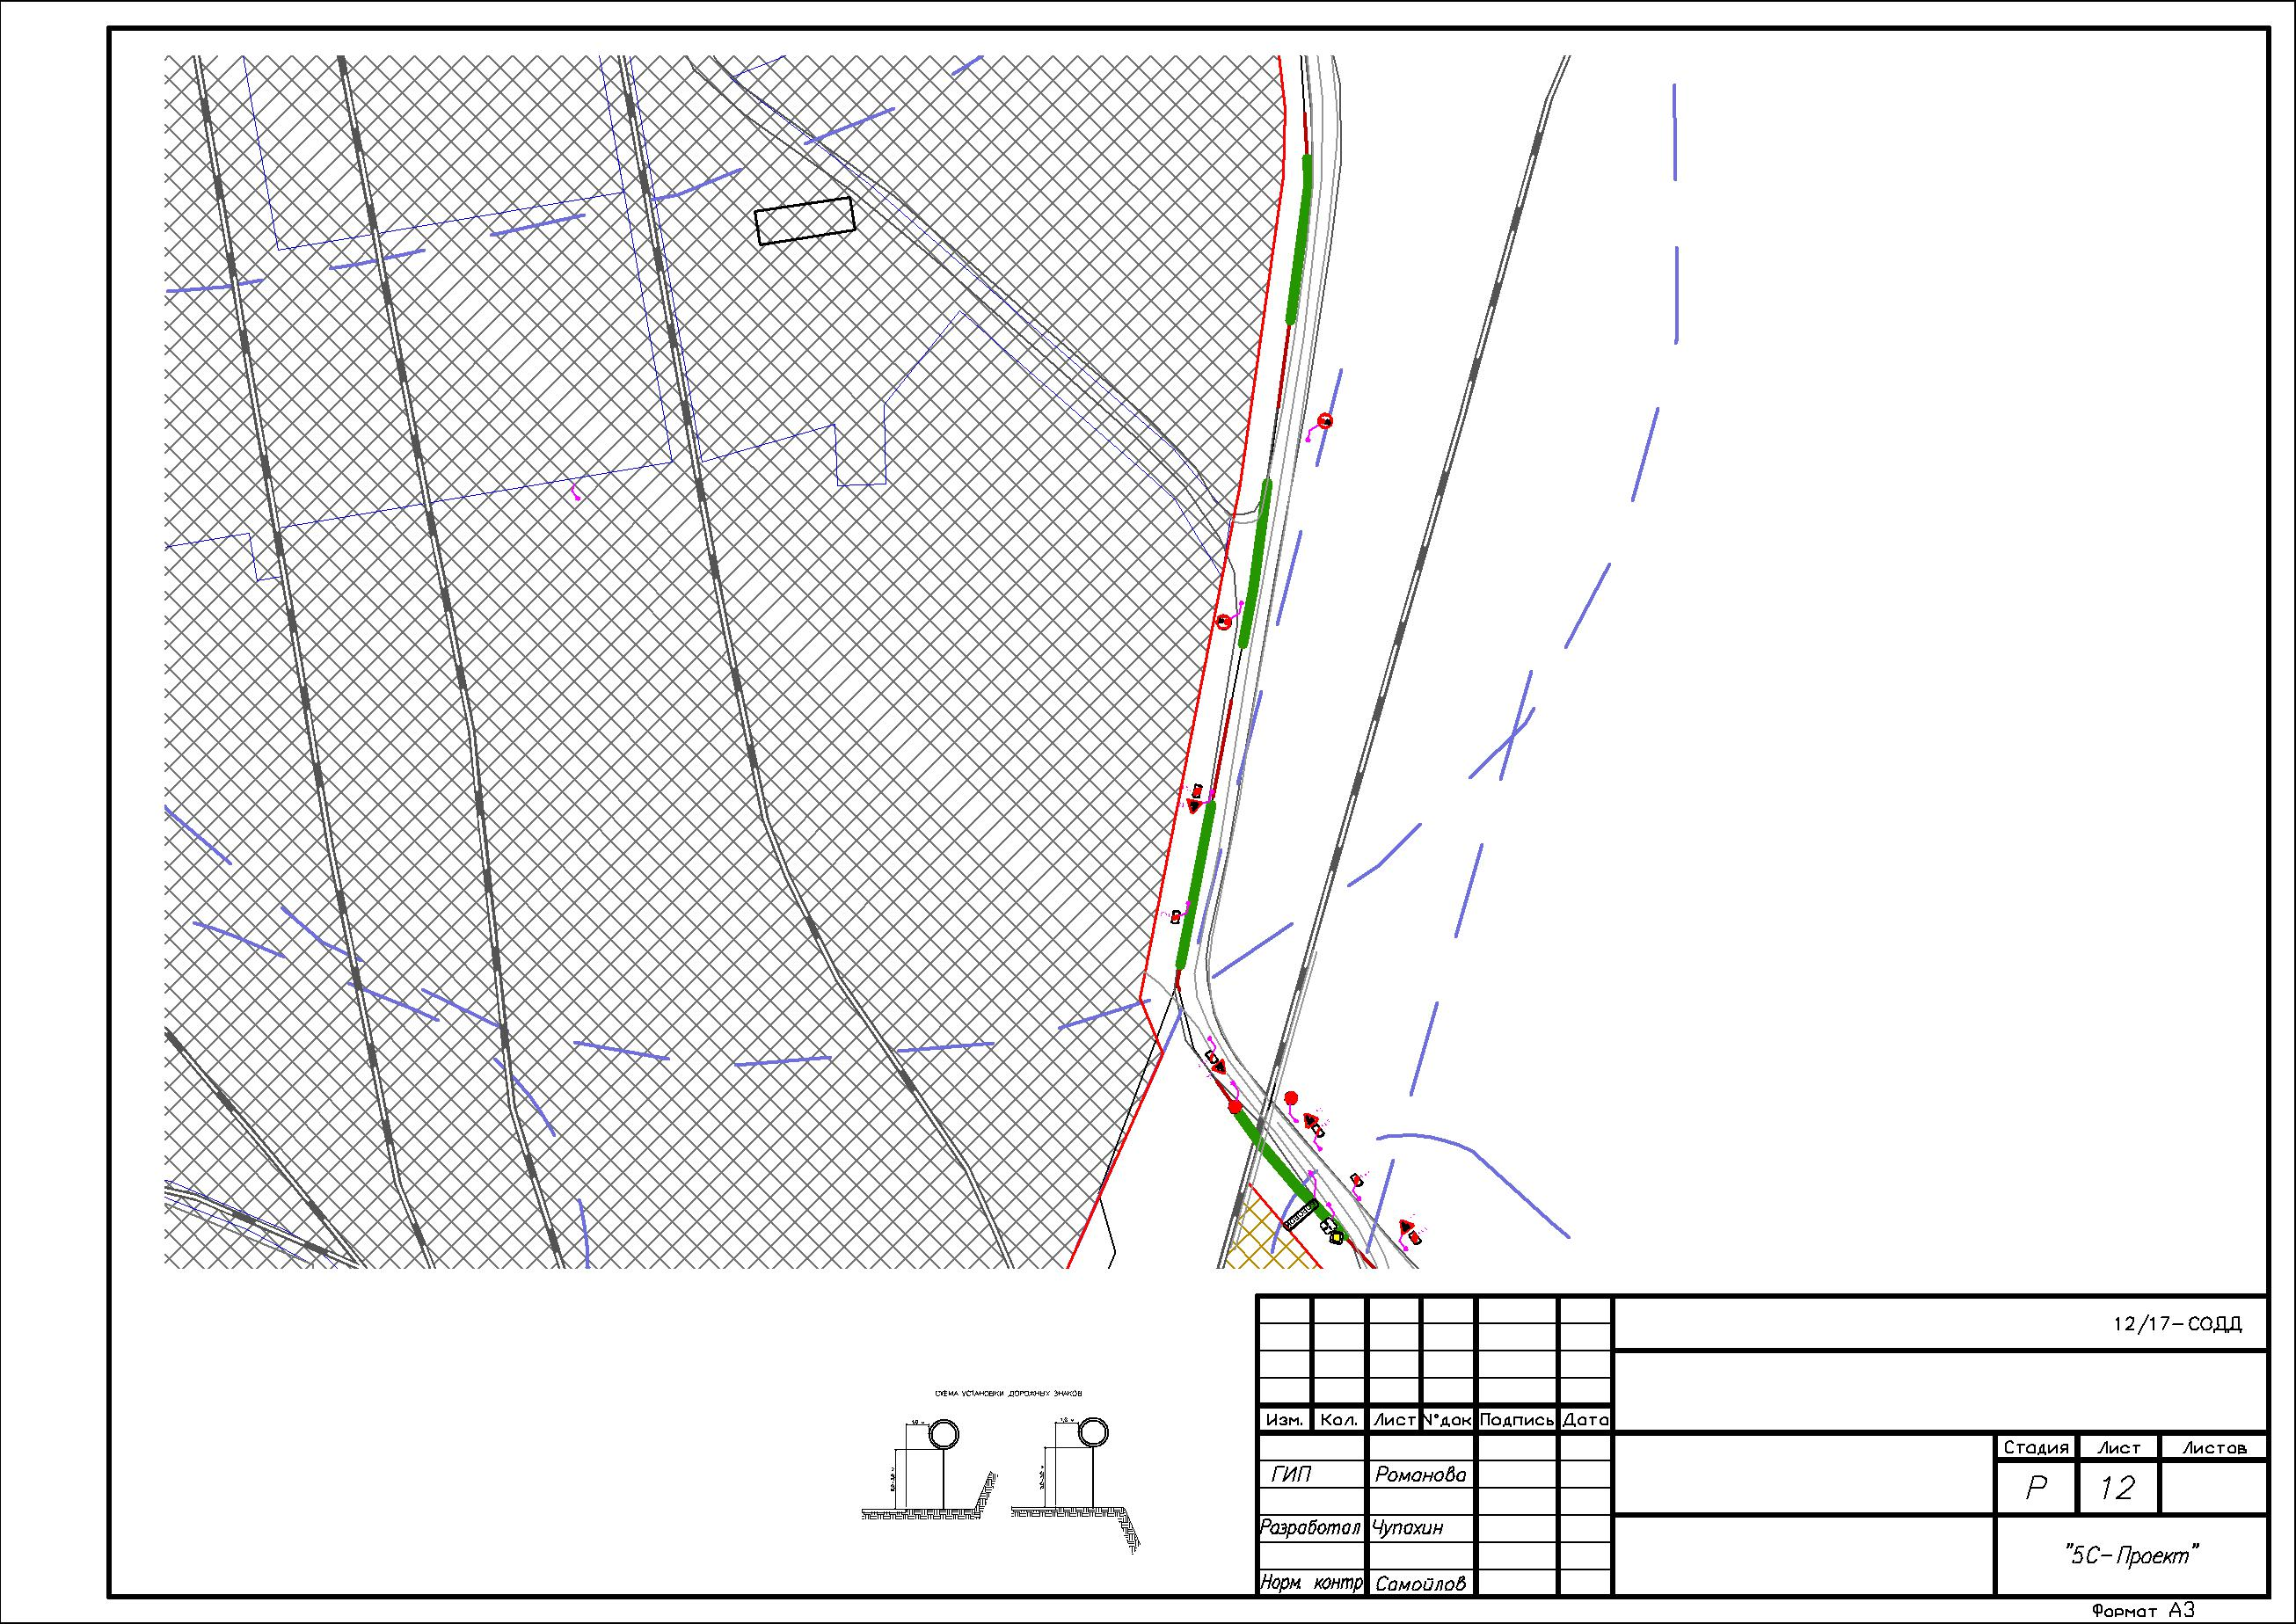 СХЕМА УСТАНОВКИ ДОРОЖНЫХ ЗНАКОВ
12/17-СОДД
Изм. Кол. Лист N°док Подпись Дата
Стадия Лист Листов
ГИП Романова
Р 12
Разработал Чупахин
"5С-Проект"
Норм. контр Самойлов
Формат А3